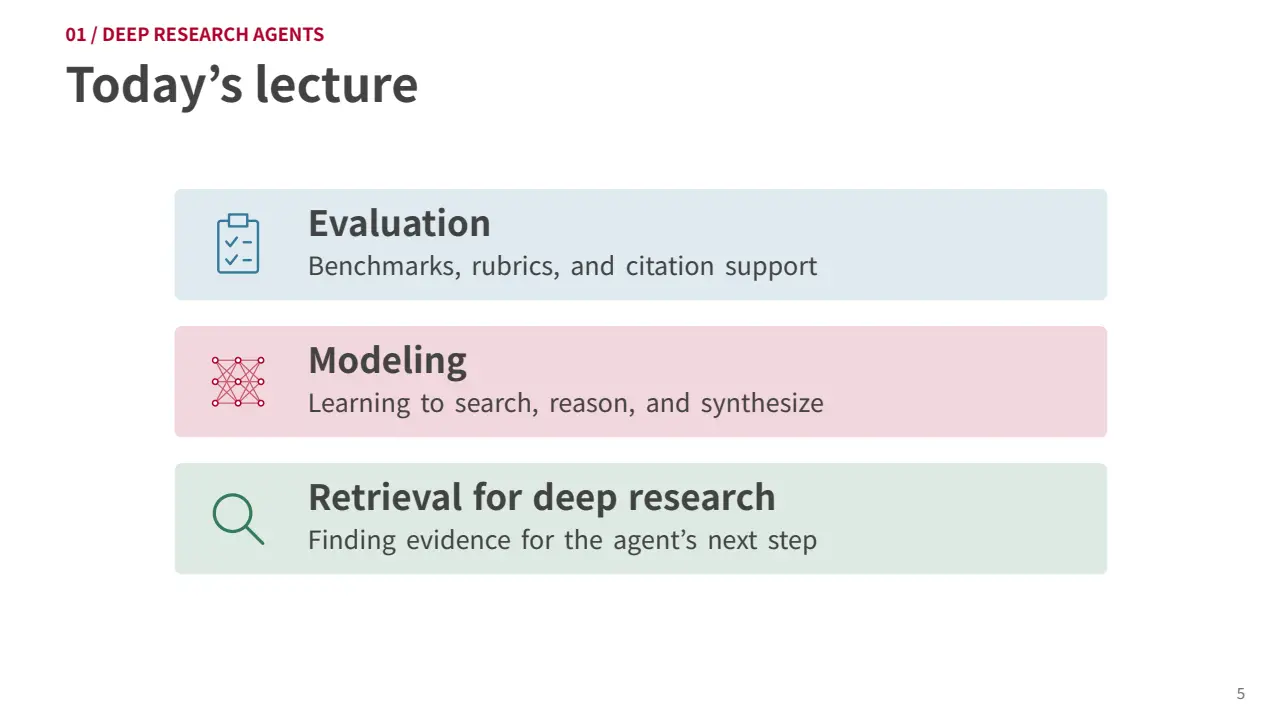 01 / DEEP RESEARCH AGENTS
Today’s lecture
Evaluation
Benchmarks, rubrics, and citation support
Modeling
Learning to search, reason, and synthesize
Retrieval for deep research
Finding evidence for the agent’s next step
5